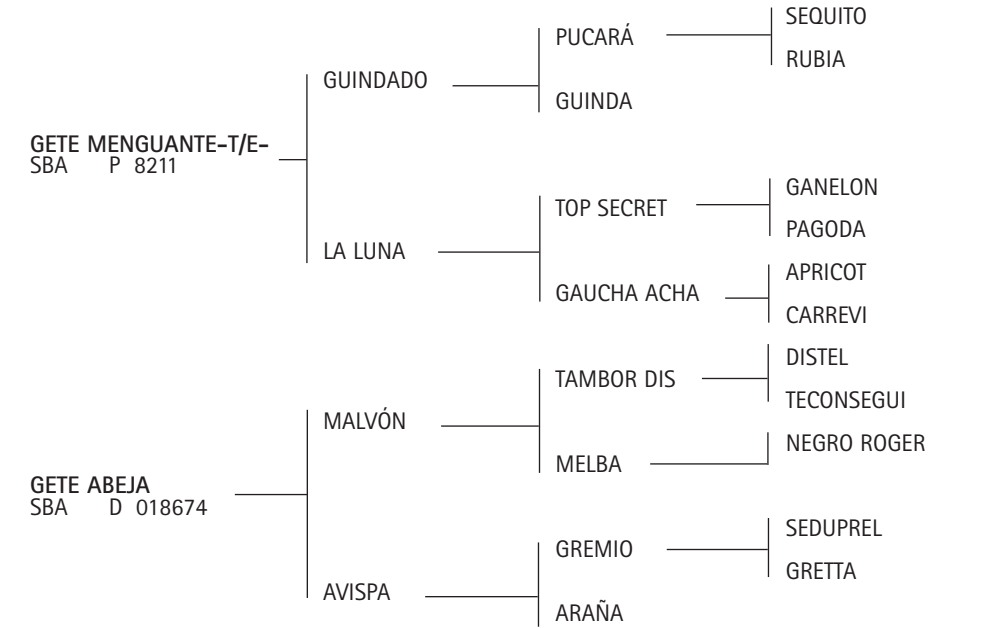 SEQUITO
PUCARÁ
RUBIA
GUINDADO
GUINDA
GETE MENGUANTE-T/E-
SBA P 8211
GANELON
TOP SECRET
PAGODA
LA LUNA
APRICOT
GAUCHA ACHA
CARREVI
DISTEL
TAMBOR DIS
TECONSEGUI
MALVÓN
NEGRO ROGER
MELBA
GETE ABEJA
SBA D 018674
SEDUPREL
GREMIO
GRETTA
AVISPA
ARAÑA